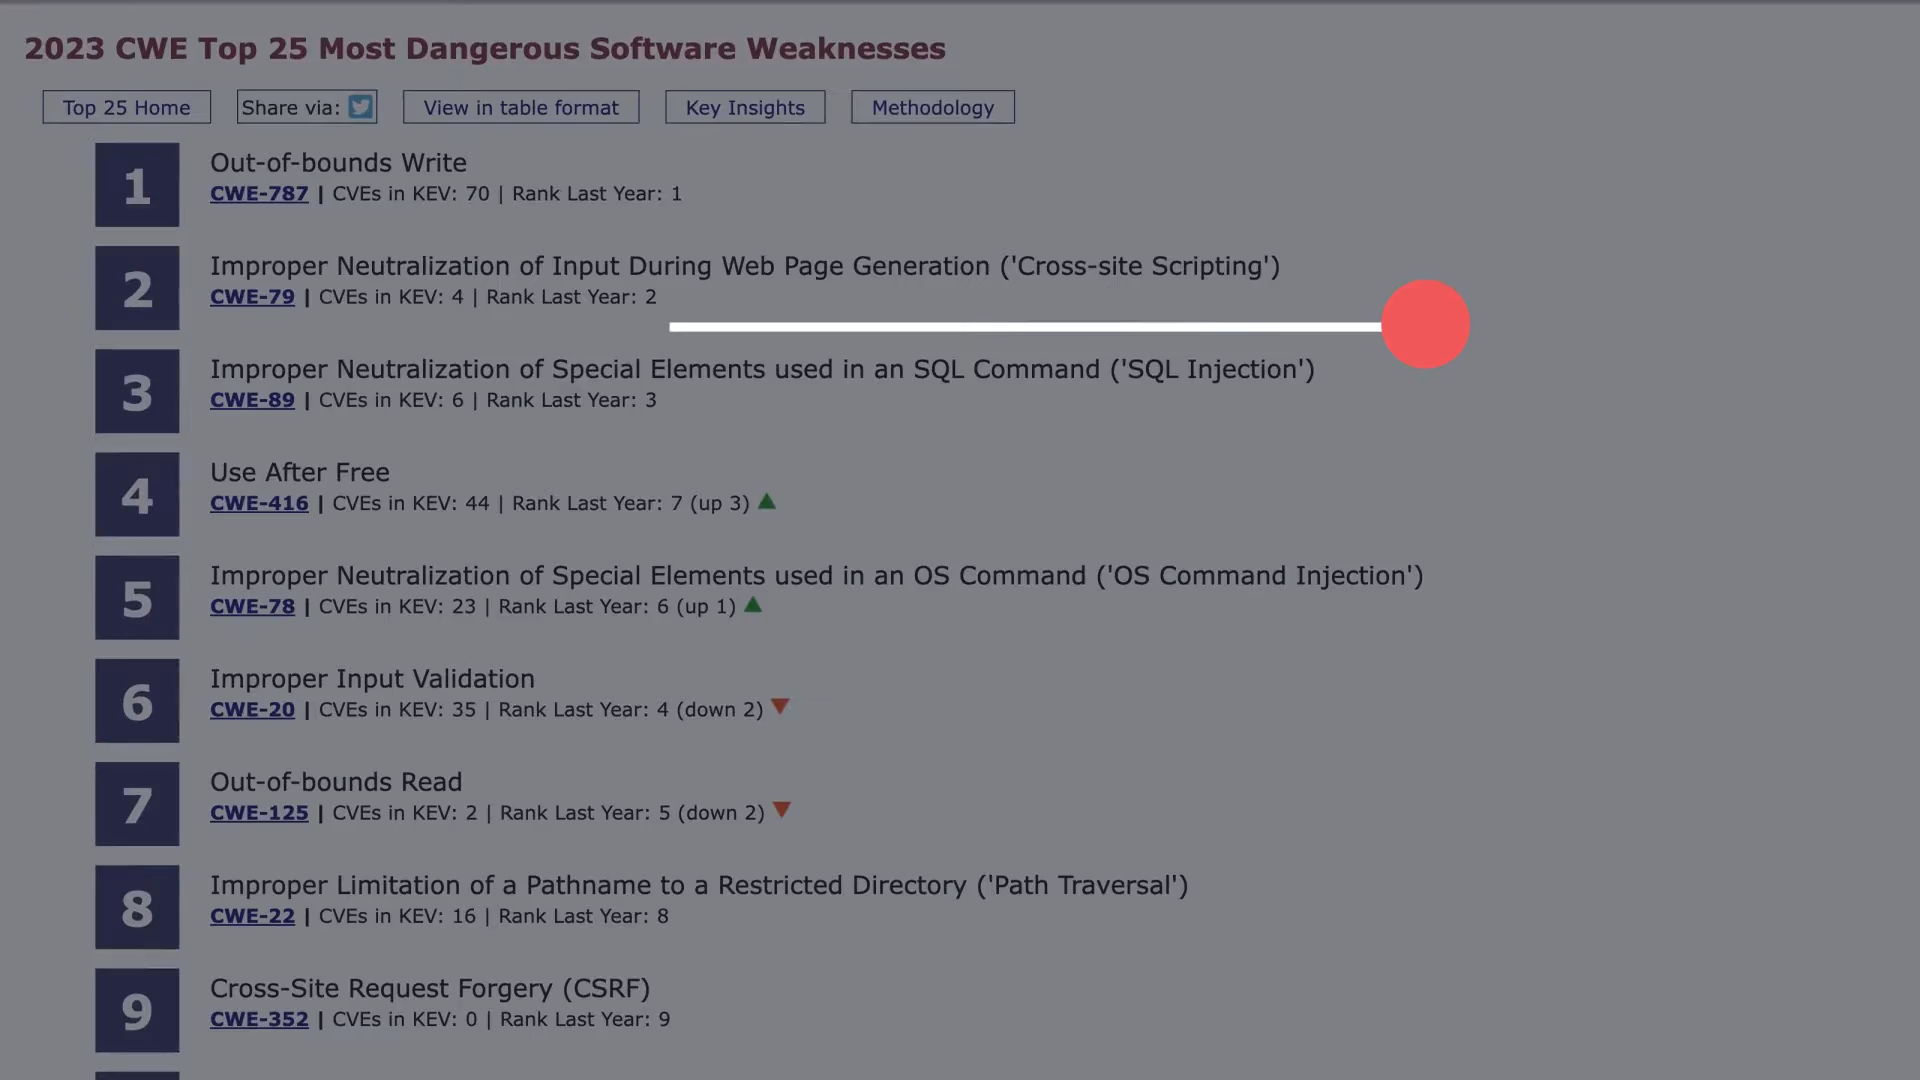 2023 CWE Top 25 Most Dangerous Software Weaknesses
Top 25 Home
Share via:
View in table format
Key Insights
Methodology
1
Out-of-bounds Write
CWE-787 | CVEs in KEV: 70 | Rank Last Year: 1
2
Improper Neutralization of Input During Web Page Generation ('Cross-site Scripting')
CWE-79 | CVEs in KEV: 4 | Rank Last Year: 2
3
Improper Neutralization of Special Elements used in an SQL Command ('SQL Injection')
CWE-89 | CVEs in KEV: 6 | Rank Last Year: 3
4
Use After Free
CWE-416 | CVEs in KEV: 44 | Rank Last Year: 7 (up 3)
5
Improper Neutralization of Special Elements used in an OS Command ('OS Command Injection')
CWE-78 | CVEs in KEV: 23 | Rank Last Year: 6 (up 1)
6
Improper Input Validation
CWE-20 | CVEs in KEV: 35 | Rank Last Year: 4 (down 2)
7
Out-of-bounds Read
CWE-125 | CVEs in KEV: 2 | Rank Last Year: 5 (down 2)
8
Improper Limitation of a Pathname to a Restricted Directory ('Path Traversal')
CWE-22 | CVEs in KEV: 16 | Rank Last Year: 8
9
Cross-Site Request Forgery (CSRF)
CWE-352 | CVEs in KEV: 0 | Rank Last Year: 9